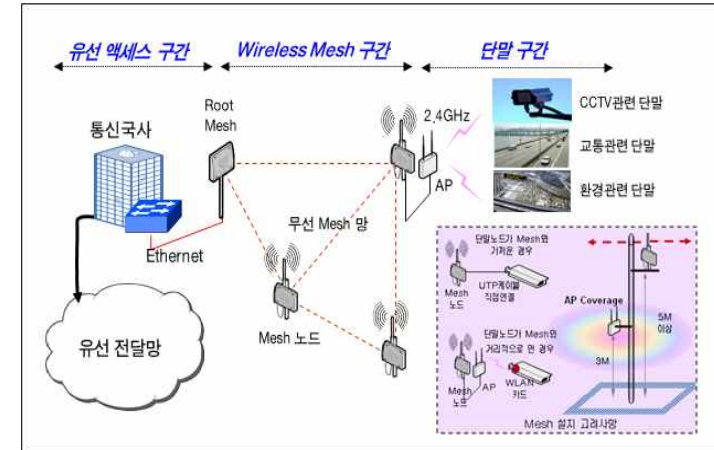 유선 액세스 구간
Wireless Mesh 구간
단말 구간
Root
Mesh
2.4GHz
CCTV관련 단말
통신국사
교통관련 단말
AP
환경관련 단말
무선 Mesh 망
Ethernet
단말노드가 Mesh와
가까운 경우
Mesh
노드
UTP케이블
직접연결
AP Coverage
5M
이상
Mesh 노드
유선 전달망
단말노드가 Mesh와
거리적으로 먼 경우
3M
Mesh
노드
AP
WLAN
카드
Mesh 설치 고려사항